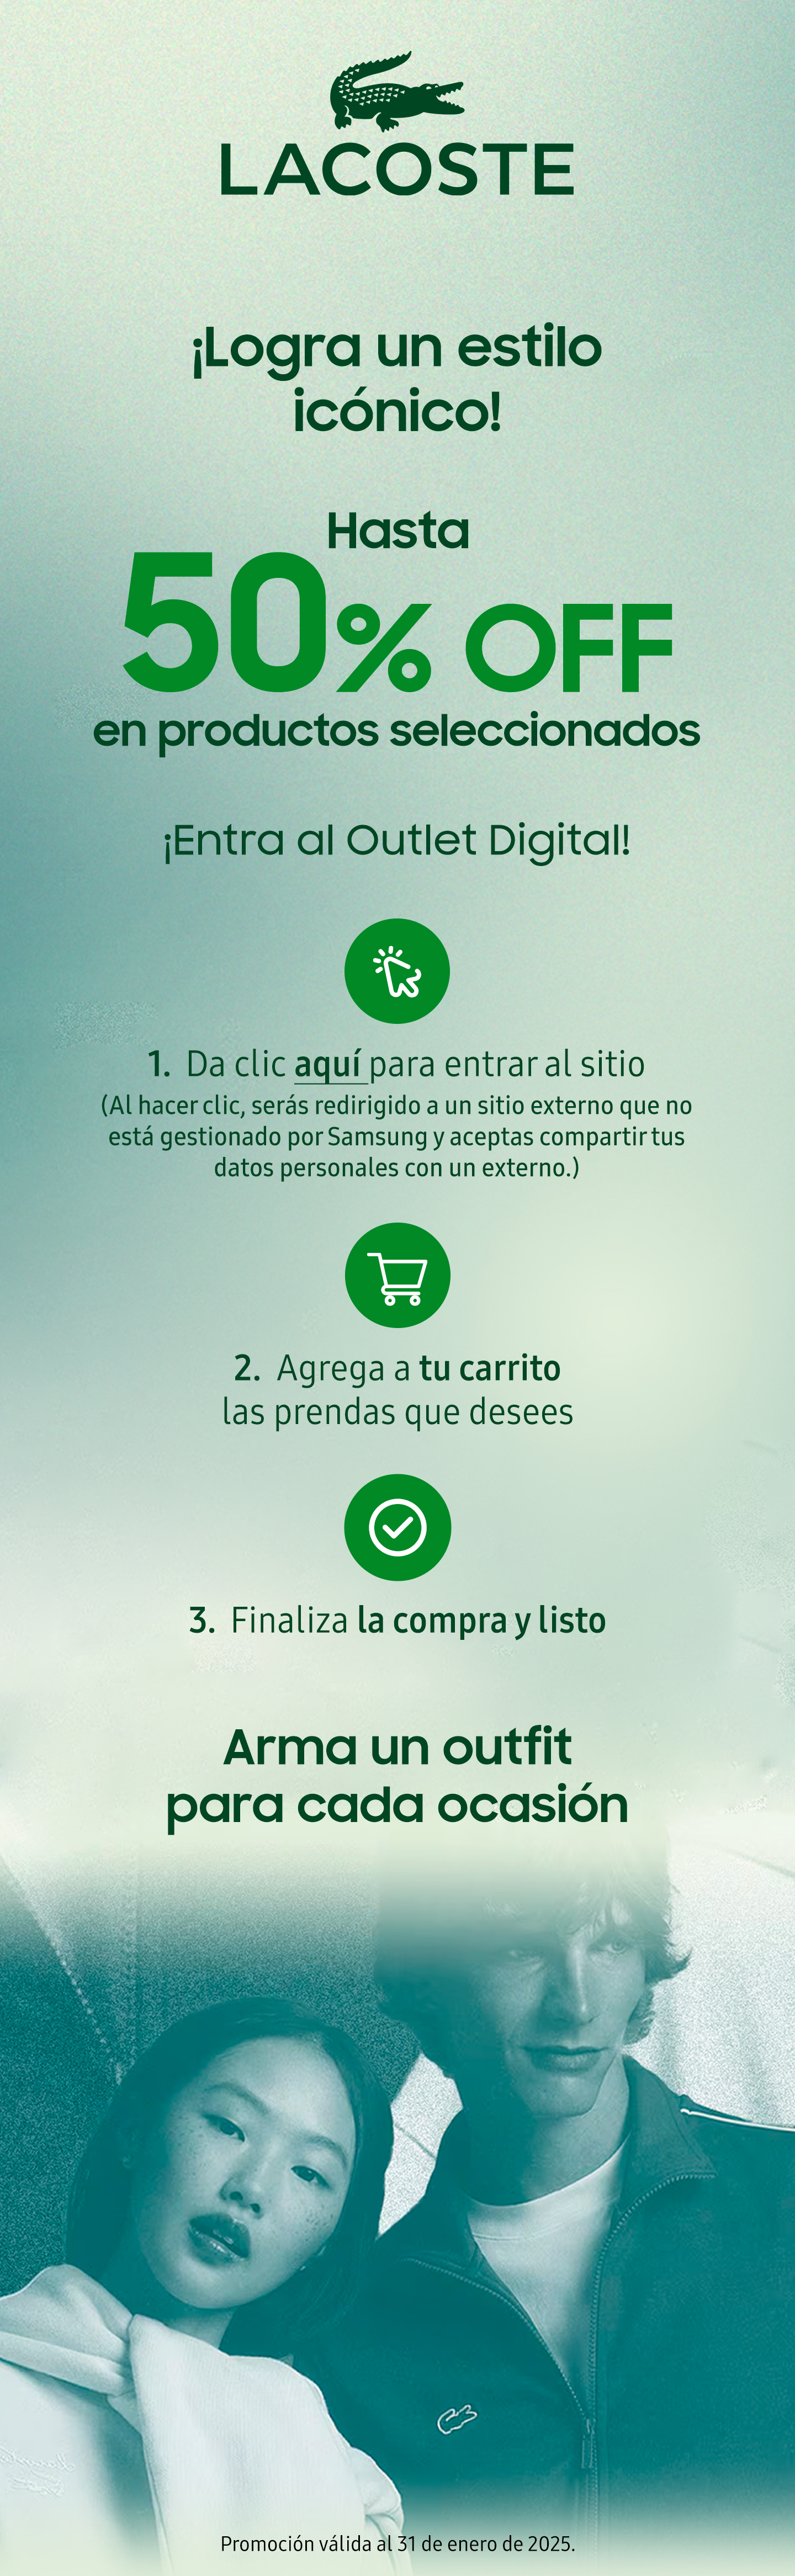 LACOSTE
¡Logra un estilo
icónico!
Hasta
50% OFF
en productos seleccionados
¡Entra al Outlet Digital!
1. Da clic aquí para entrar al sitio
(Al hacer clic, serás redirigido a un sitio externo que no
está gestionado por Samsung y aceptas compartir tus
datos personales con un externo.)
2. Agrega a tu carrito
las prendas que desees
3. Finaliza la compra y listo
Arma un outfit
para cada ocasión
Promoción válida al 31 de enero de 2025.